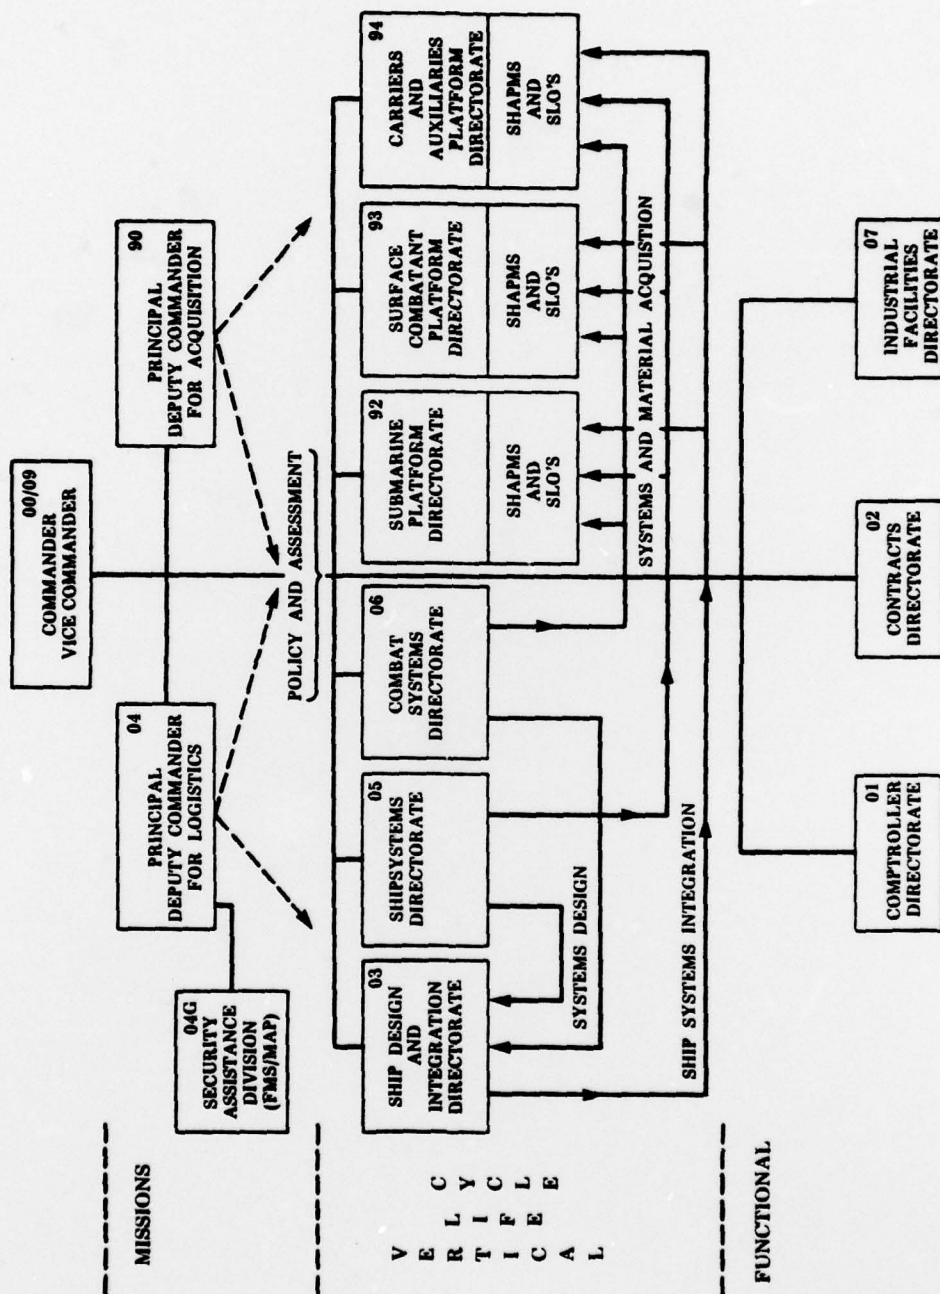 00/09
COMMANDER
VICE COMMANDER
MISSIONS
04
PRINCIPAL
DEPUTY COMMANDER
FOR LOGISTICS
90
PRINCIPAL
DEPUTY COMMANDER
FOR ACQUISITION
04G
SECURITY
ASSISTANCE
DIVISION
(FMS/MAP)
POLICY AND ASSESSMENT
VERTICAL
LIFE
CYCLE
03
SHIP DESIGN
AND
INTEGRATION
DIRECTORATE
05
SHIPSYSTEMS
DIRECTORATE
06
COMBAT
SYSTEMS
DIRECTORATE
92
SUBMARINE
PLATFORM
DIRECTORATE
SHAPMS
AND
SLO'S
93
SURFACE
COMBATANT
PLATFORM
DIRECTORATE
SHAPMS
AND
SLO'S
94
CARRIERS
AND
AUXILIARIES
PLATFORM
DIRECTORATE
SHAPMS
AND
SLO'S
SYSTEMS DESIGN
SYSTEMS AND MATERIAL ACQUISTION
SHIP SYSTEMS INTEGRATION
FUNCTIONAL
01
COMPTROLLER
DIRECTORATE
02
CONTRACTS
DIRECTORATE
07
INDUSTRIAL
FACILITIES
DIRECTORATE